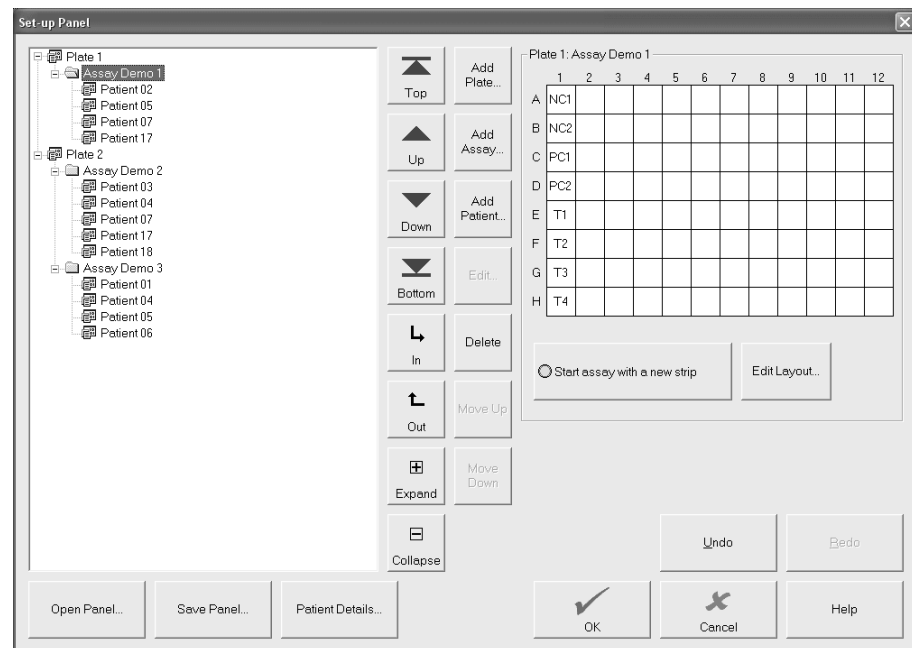 Set-up Panel
Plate 1
Assay Demo 1
Patient 02
Patient 05
Patient 07
Patient 17
Plate 2
Assay Demo 2
Patient 03
Patient 04
Patient 07
Patient 17
Patient 18
Assay Demo 3
Patient 01
Patient 04
Patient 05
Patient 06
Top
Up
Down
Bottom
In
Out
Expand
Collapse
Add
Plate...
Add
Assay...
Add
Patient...
Edit...
Delete
Move Up
Move
Down
Plate 1: Assay Demo 1
1 2 3 4 5 6 7 8 9 10 11 12
A NC1
B NC2
C PC1
D PC2
E T1
F T2
G T3
H T4
Start assay with a new strip
Edit Layout...
Undo
Redo
Open Panel...
Save Panel...
Patient Details...
OK
Cancel
Help